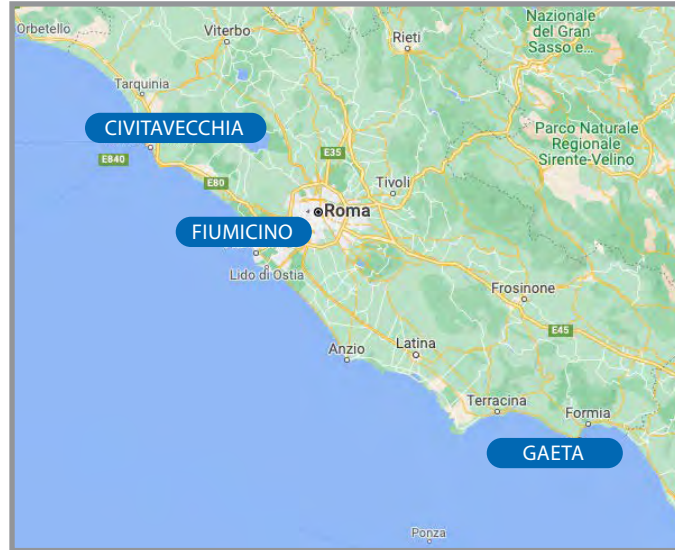 Nazionale
del Gran
Sasso e...
Orbetello
Viterbo
Rieti
Tarquinia
CIVITAVECCHIA
Parco Naturale
Regionale
Sirente-Velino
E35
E840
E80
Tivoli
Roma
FIUMICINO
Lido di Ostia
Frosinone
E45
Anzio
Latina
Terracina
Formia
GAETA
Ponza